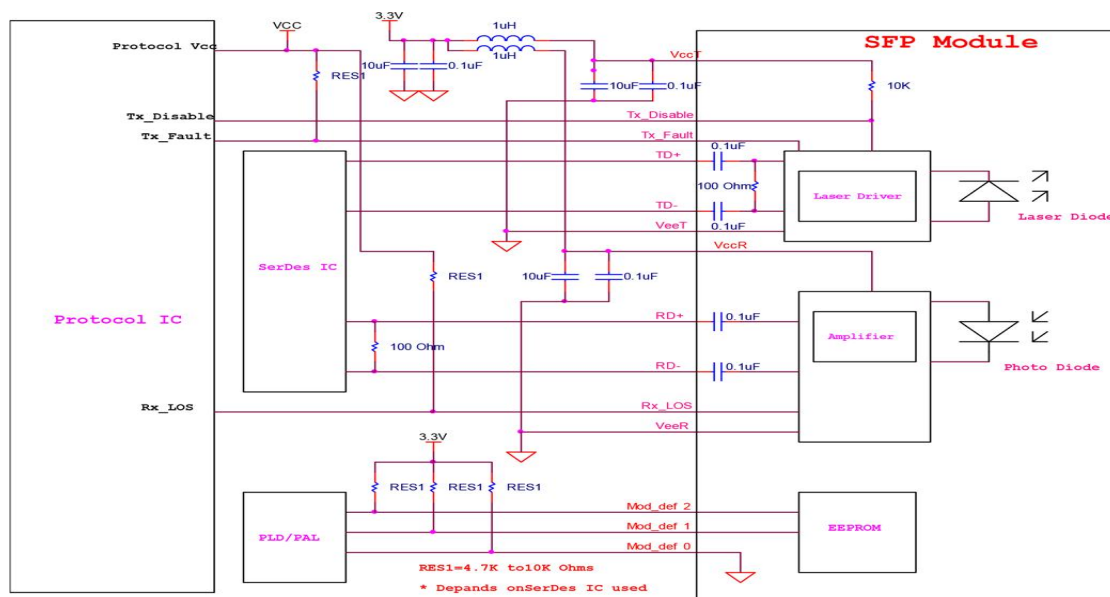 3.3V
VCC
1uH
SFP Module
Protocol Vcc
1uH
VccT
10uF
0.1uF
RES1
10uF
0.1uF
10K
Tx_Disable
Tx_Disable
Tx_Fault
Tx_Fault
0.1uF
TD+
100 Ohm
Laser Driver
TD-
Laser Diode
VeeT
0.1uF
VccR
SerDes IC
RES1
10uF
0.1uF
Protocol IC
RD+
0.1uF
Amplifier
100 Ohm
RD-
0.1uF
Photo Diode
Rx_LOS
Rx_LOS
VeeR
3.3V
RES1
RES1
RES1
Mod_def 2
Mod_def 1
EEPROM
PLD/PAL
Mod_def 0
RES1=4.7K to10K Ohms
* Depands onSerDes IC used